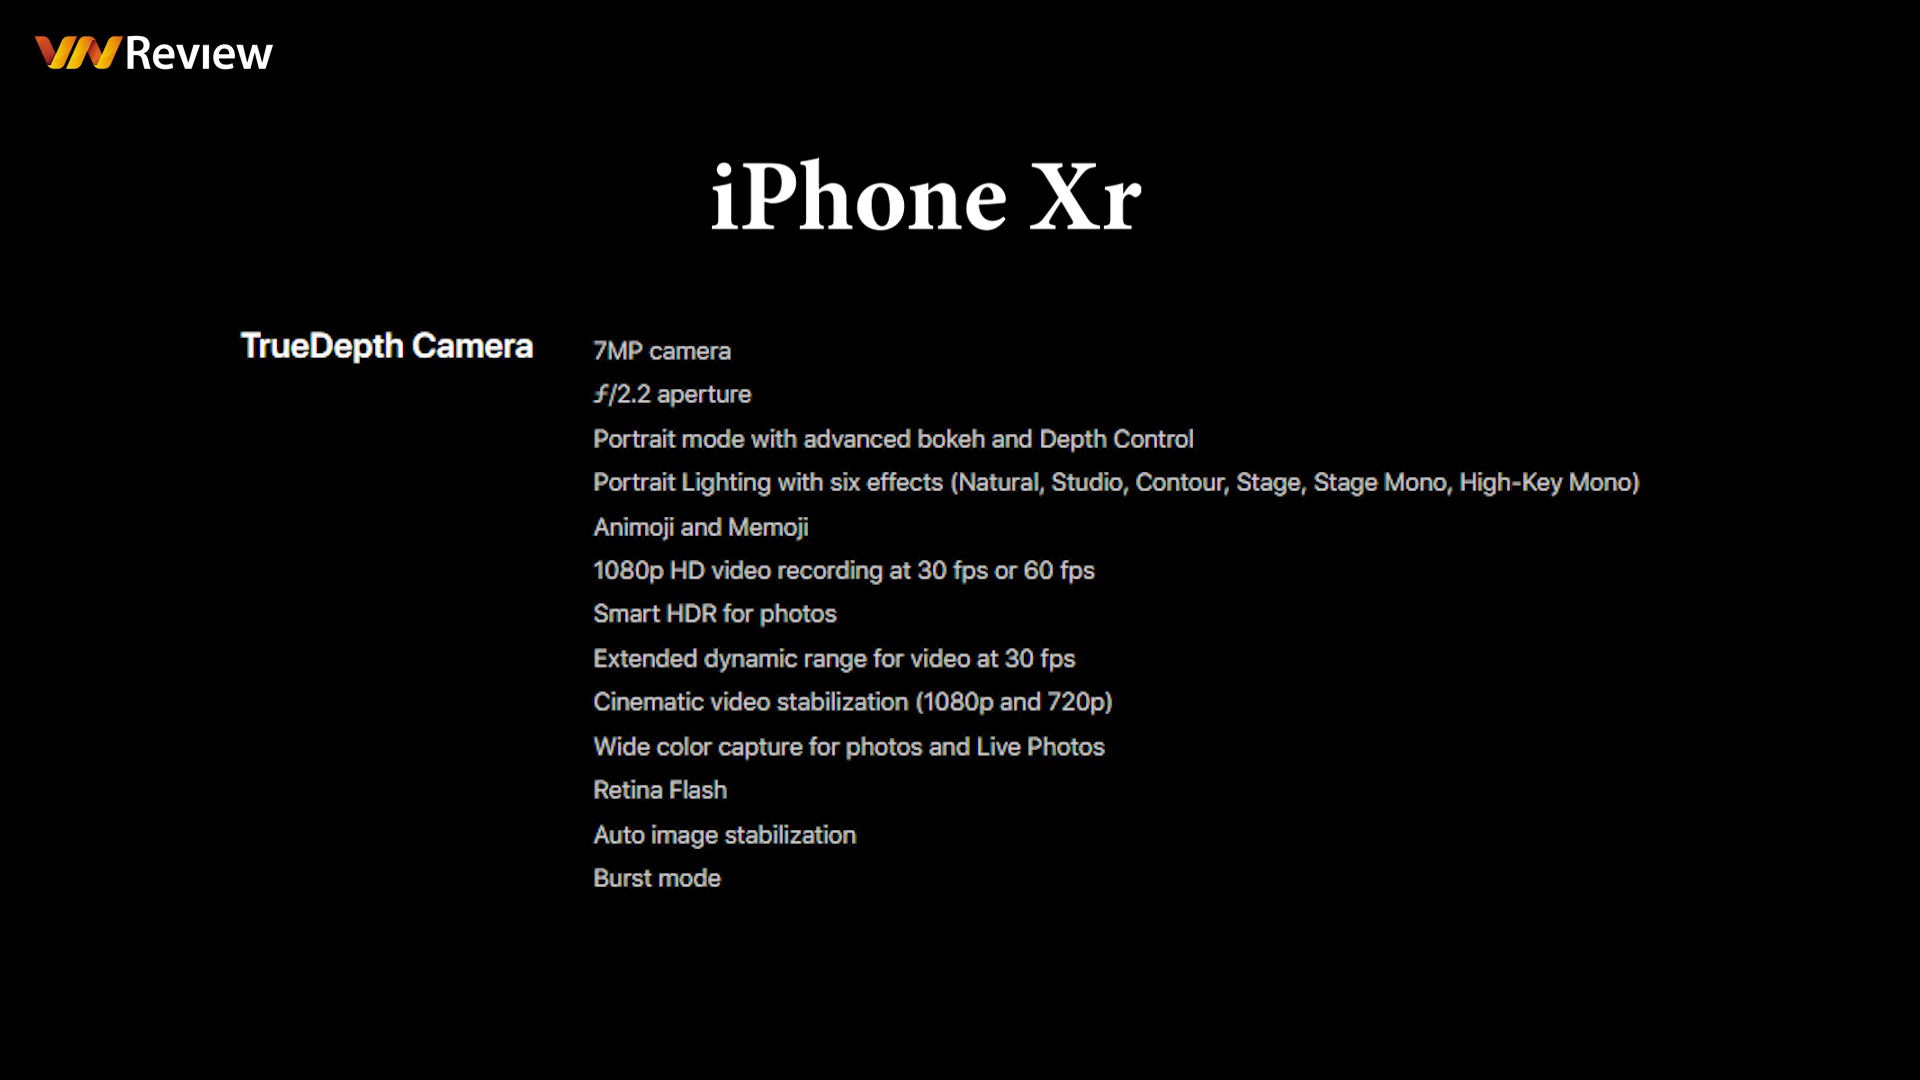 VN Review
iPhone Xr
TrueDepth Camera
7MP camera
ƒ/2.2 aperture
Portrait mode with advanced bokeh and Depth Control
Portrait Lighting with six effects (Natural, Studio, Contour, Stage, Stage Mono, High-Key Mono)
Animoji and Memoji
1080p HD video recording at 30 fps or 60 fps
Smart HDR for photos
Extended dynamic range for video at 30 fps
Cinematic video stabilization (1080p and 720p)
Wide color capture for photos and Live Photos
Retina Flash
Auto image stabilization
Burst mode